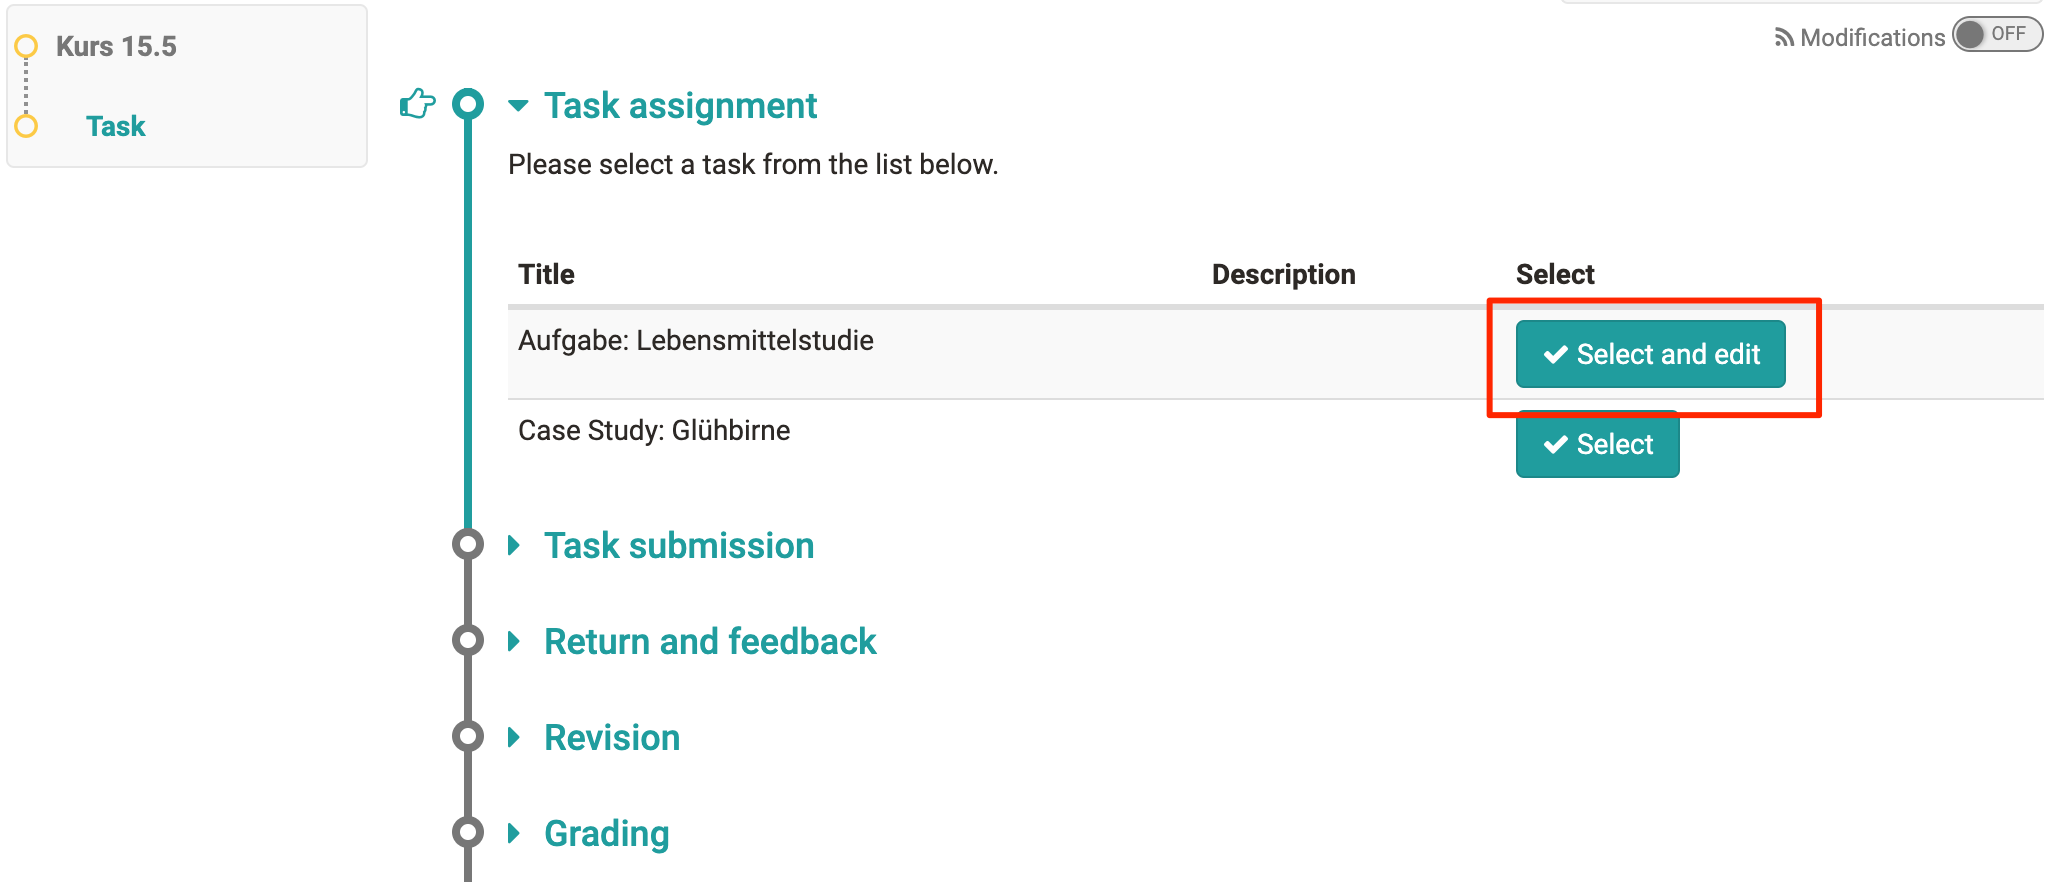 Kurs 15.5
Task
Modifications OFF
Task assignment
Please select a task from the list below.
Title Description Select
Aufgabe: Lebensmittelstudie Select and edit
Case Study: Glühbirne Select
Task submission
Return and feedback
Revision
Grading